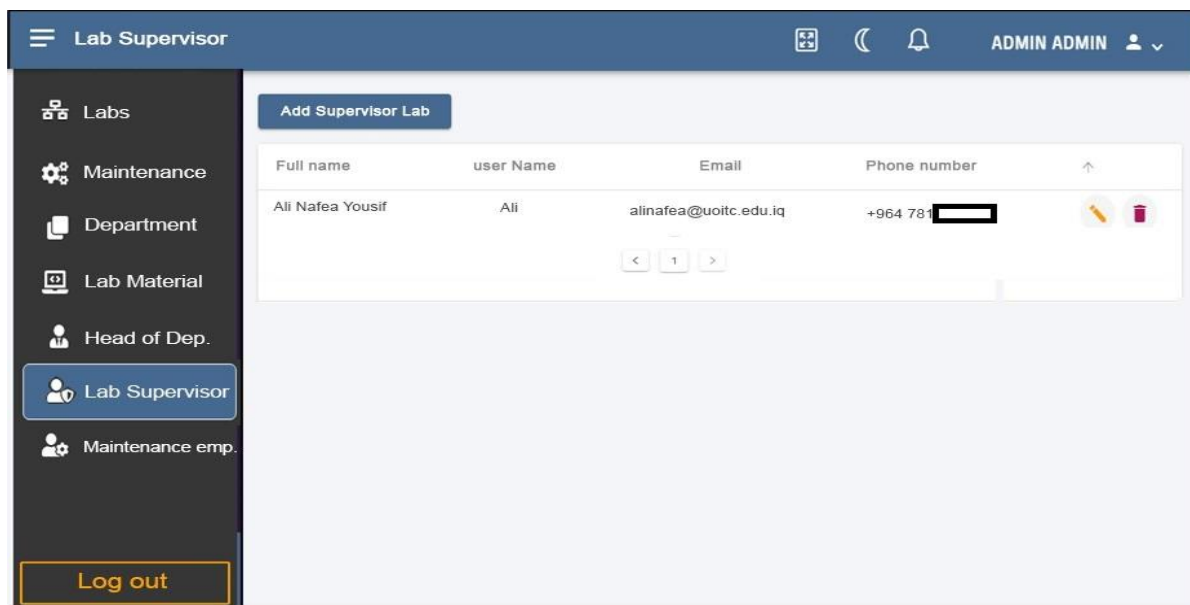 Lab Supervisor
ADMIN ADMIN
Labs
Maintenance
Department
Lab Material
Head of Dep.
Lab Supervisor
Maintenance emp.
Log out
Add Supervisor Lab
Full name user Name Email Phone number
Ali Nafea Yousif Ali alinafea@uoitc.edu.iq +964 781
< 1 >